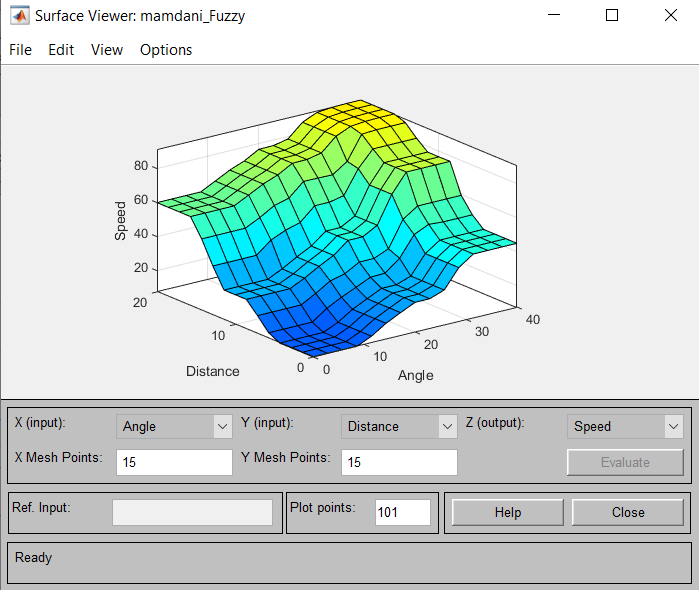 Surface Viewer: mamdani_Fuzzy
File Edit View Options
80
60
40
20
Speed
20
10
0
Distance
0
10
20
30
40
Angle
X (input): Angle Y (input): Distance Z (output): Speed
X Mesh Points: 15 Y Mesh Points: 15 Evaluate
Ref. Input: Plot points: 101 Help Close
Ready